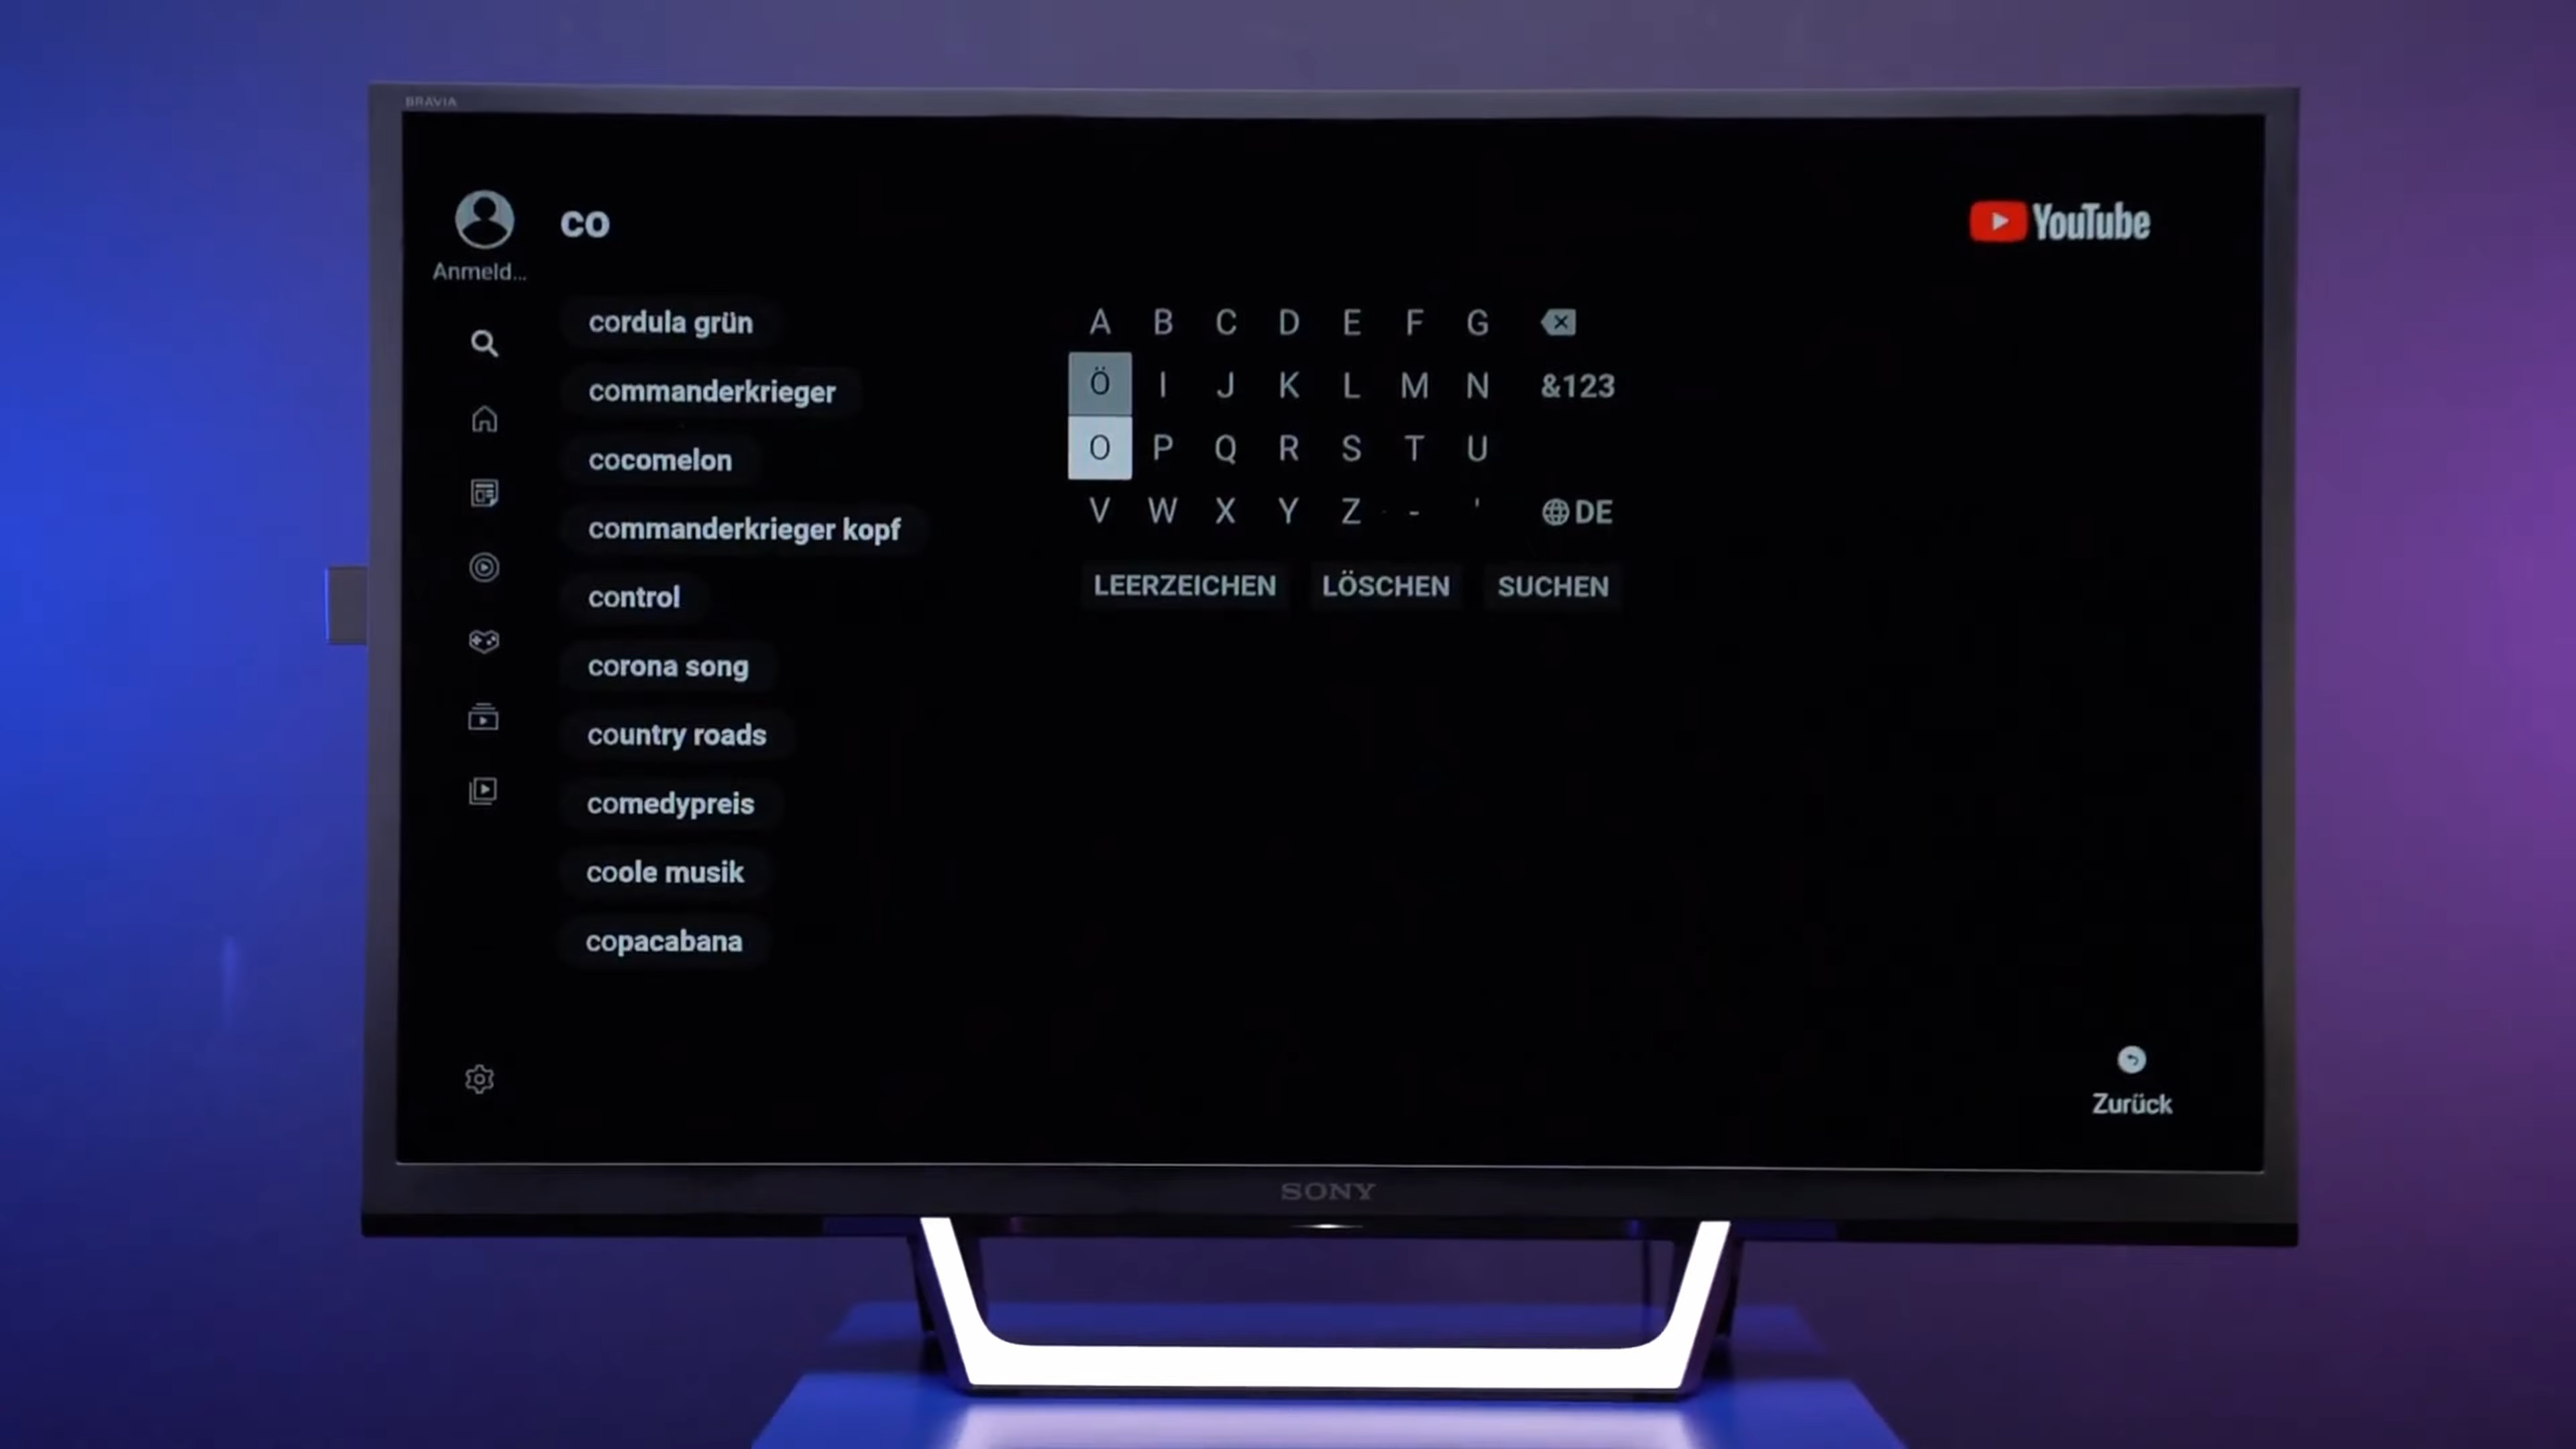 BRAVIA
Anmeld...
co
YouTube
cordula grün
commanderkrieger
cocomelon
commanderkrieger kopf
control
corona song
country roads
comedypreis
coole musik
copacabana
A B C D E F G
Ö I J K L M N &123
O P Q R S T U
V W X Y Z - ' DE
LEERZEICHEN LÖSCHEN SUCHEN
Zurück
SONY